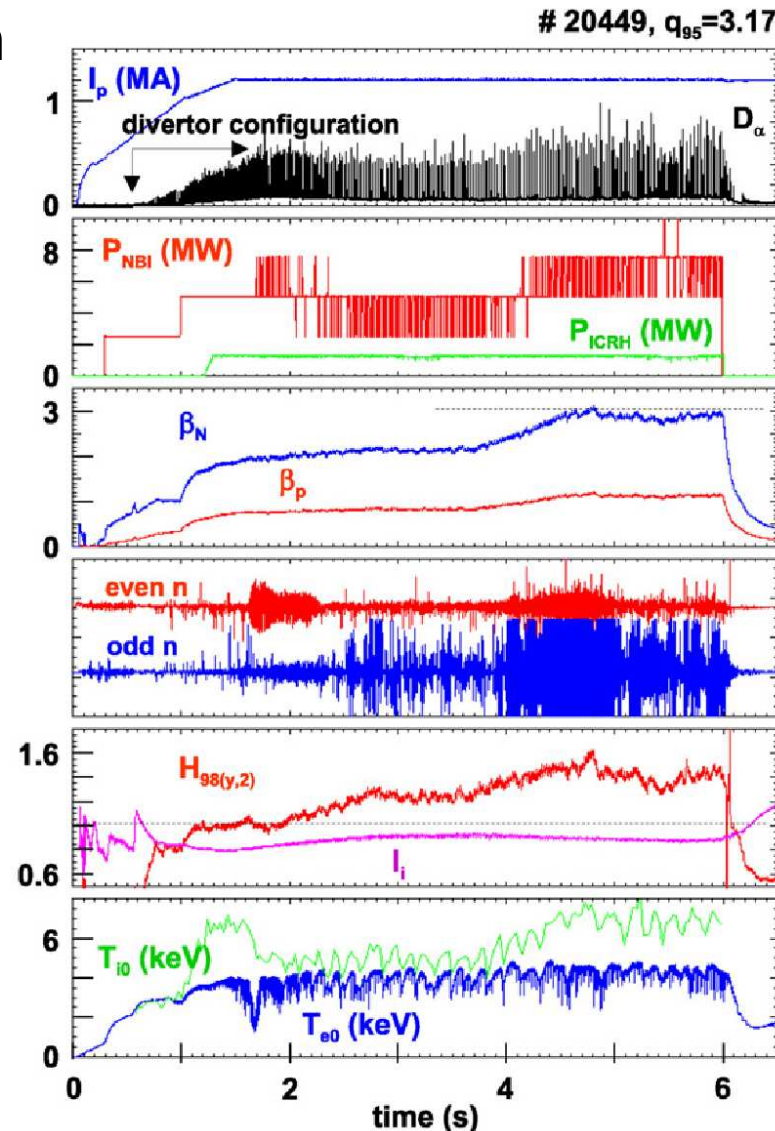 n
# 20449, q95=3.17
Ip (MA)
1
divertor configuration
Dα
0
8
PNBI (MW)
PICRH (MW)
0
3
βN
βp
0
even n
odd n
1.6
H98(y,2)
li
0.6
6
Ti0 (keV)
Te0 (keV)
0
0 2 4 6
time (s)